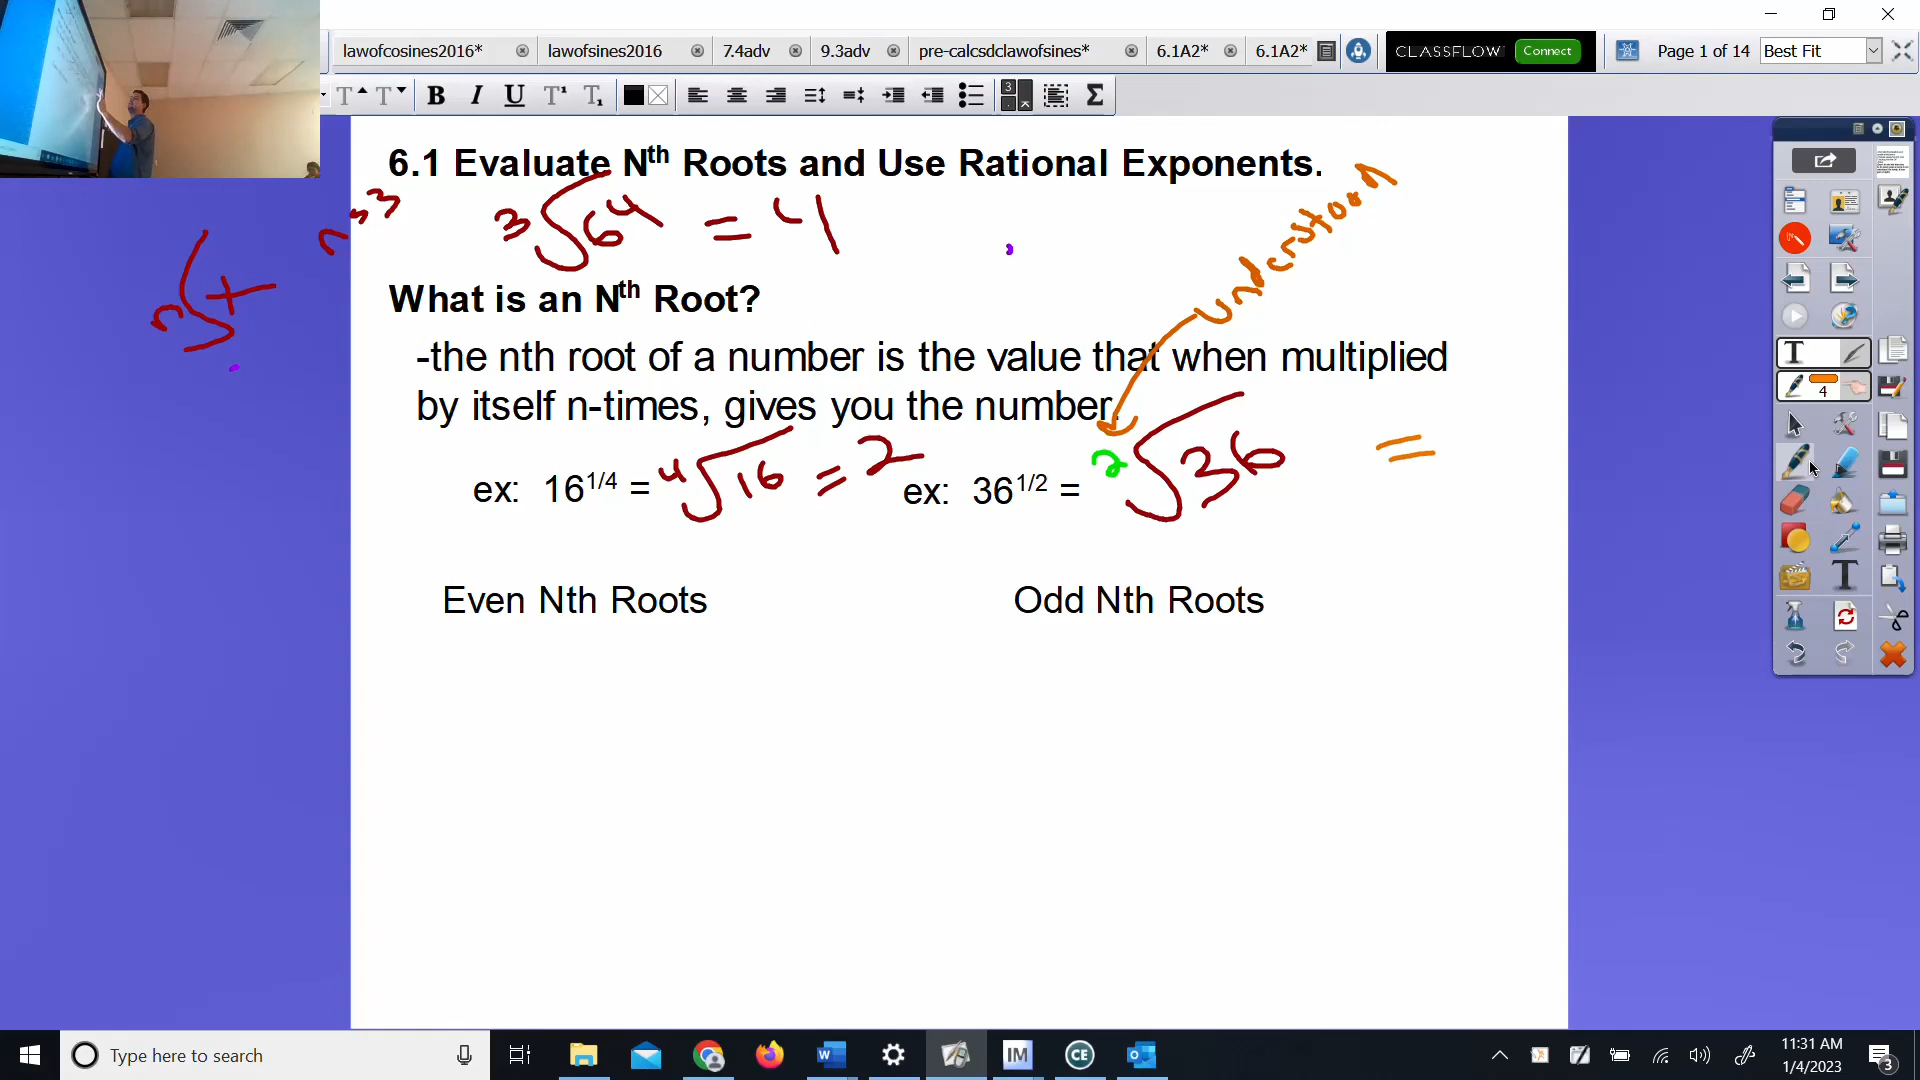 lawofcosines2016* lawofsines2016 7.4adv 9.3adv pre-calcsdclawofsines* 6.1A2* 6.1A2* CLASSFLOW Connect Page 1 of 14 Best Fit
6.1 Evaluate Nth Roots and Use Rational Exponents.
3√64 = 4
understood
What is an Nth Root?
-the nth root of a number is the value that when multiplied
by itself n-times, gives you the number.
ex: 16^1/4 = 4√16 = 2 ex: 36^1/2 = 2√36 =
Even Nth Roots Odd Nth Roots
4
Type here to search
11:31 AM
1/4/2023
3